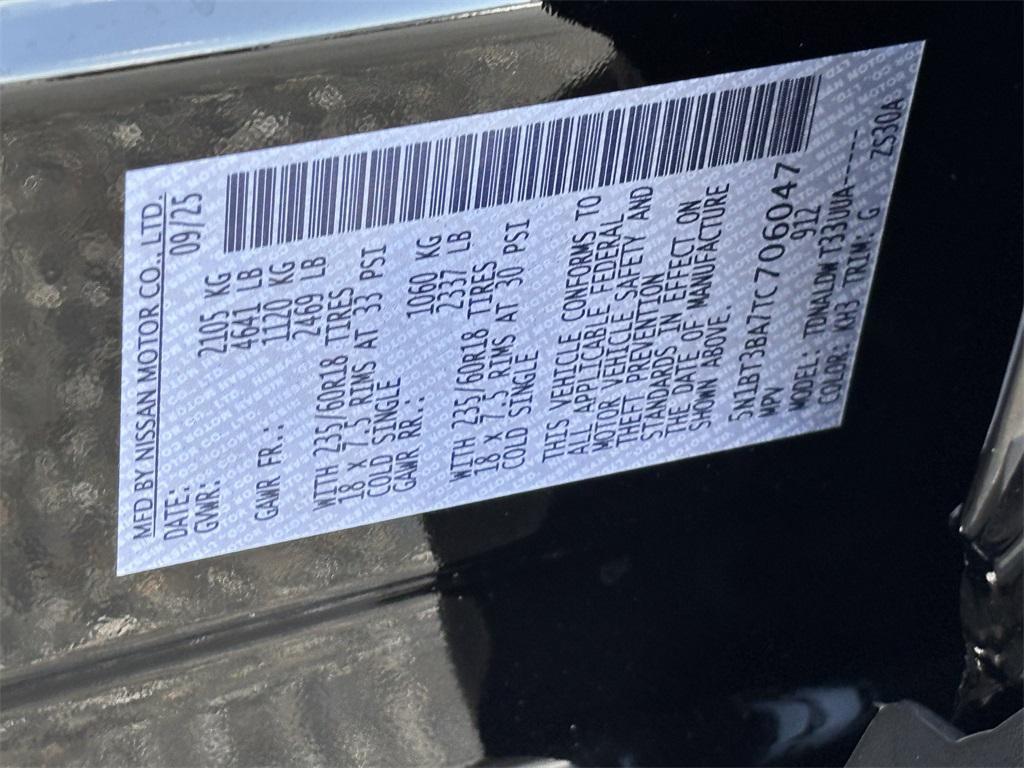 MFD BY NISSAN MOTOR CO., LTD.
DATE: 09/25
GVWR: 2105 KG
4641 LB
GAWR FR.: 1120 KG
2469 LB
WITH 235/60R18 TIRES
18 X 7.5 RIMS AT 33 PSI
COLD SINGLE
GAWR RR.: 1060 KG
2337 LB
WITH 235/60R18 TIRES
18 X 7.5 RIMS AT 30 PSI
COLD SINGLE
THIS VEHICLE CONFORMS TO
ALL APPLICABLE FEDERAL
MOTOR VEHICLE SAFETY AND
THEFT PREVENTION
STANDARDS IN EFFECT ON
THE DATE OF MANUFACTURE
SHOWN ABOVE.
5N1BT3BA7TC706047
MPV 912
MODEL: TDNALDWT33UUA-----
COLOR: KH3 TRIM: G ZS30A